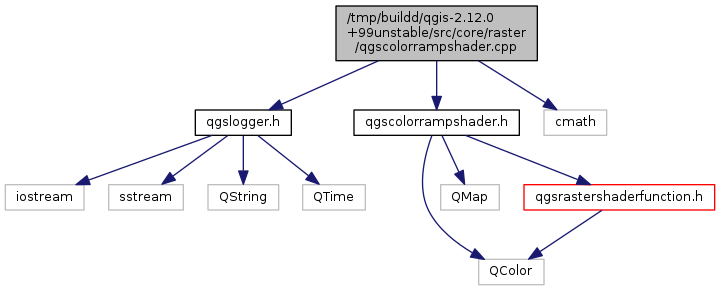 /tmp/buildd/qgis-2.12.0
+99unstable/src/core/raster
/qgscolorrampshader.cpp
qgslogger.h
qgscolorrampshader.h
cmath
iostream
sstream
QString
QTime
QMap
qgsrastershaderfunction.h
QColor